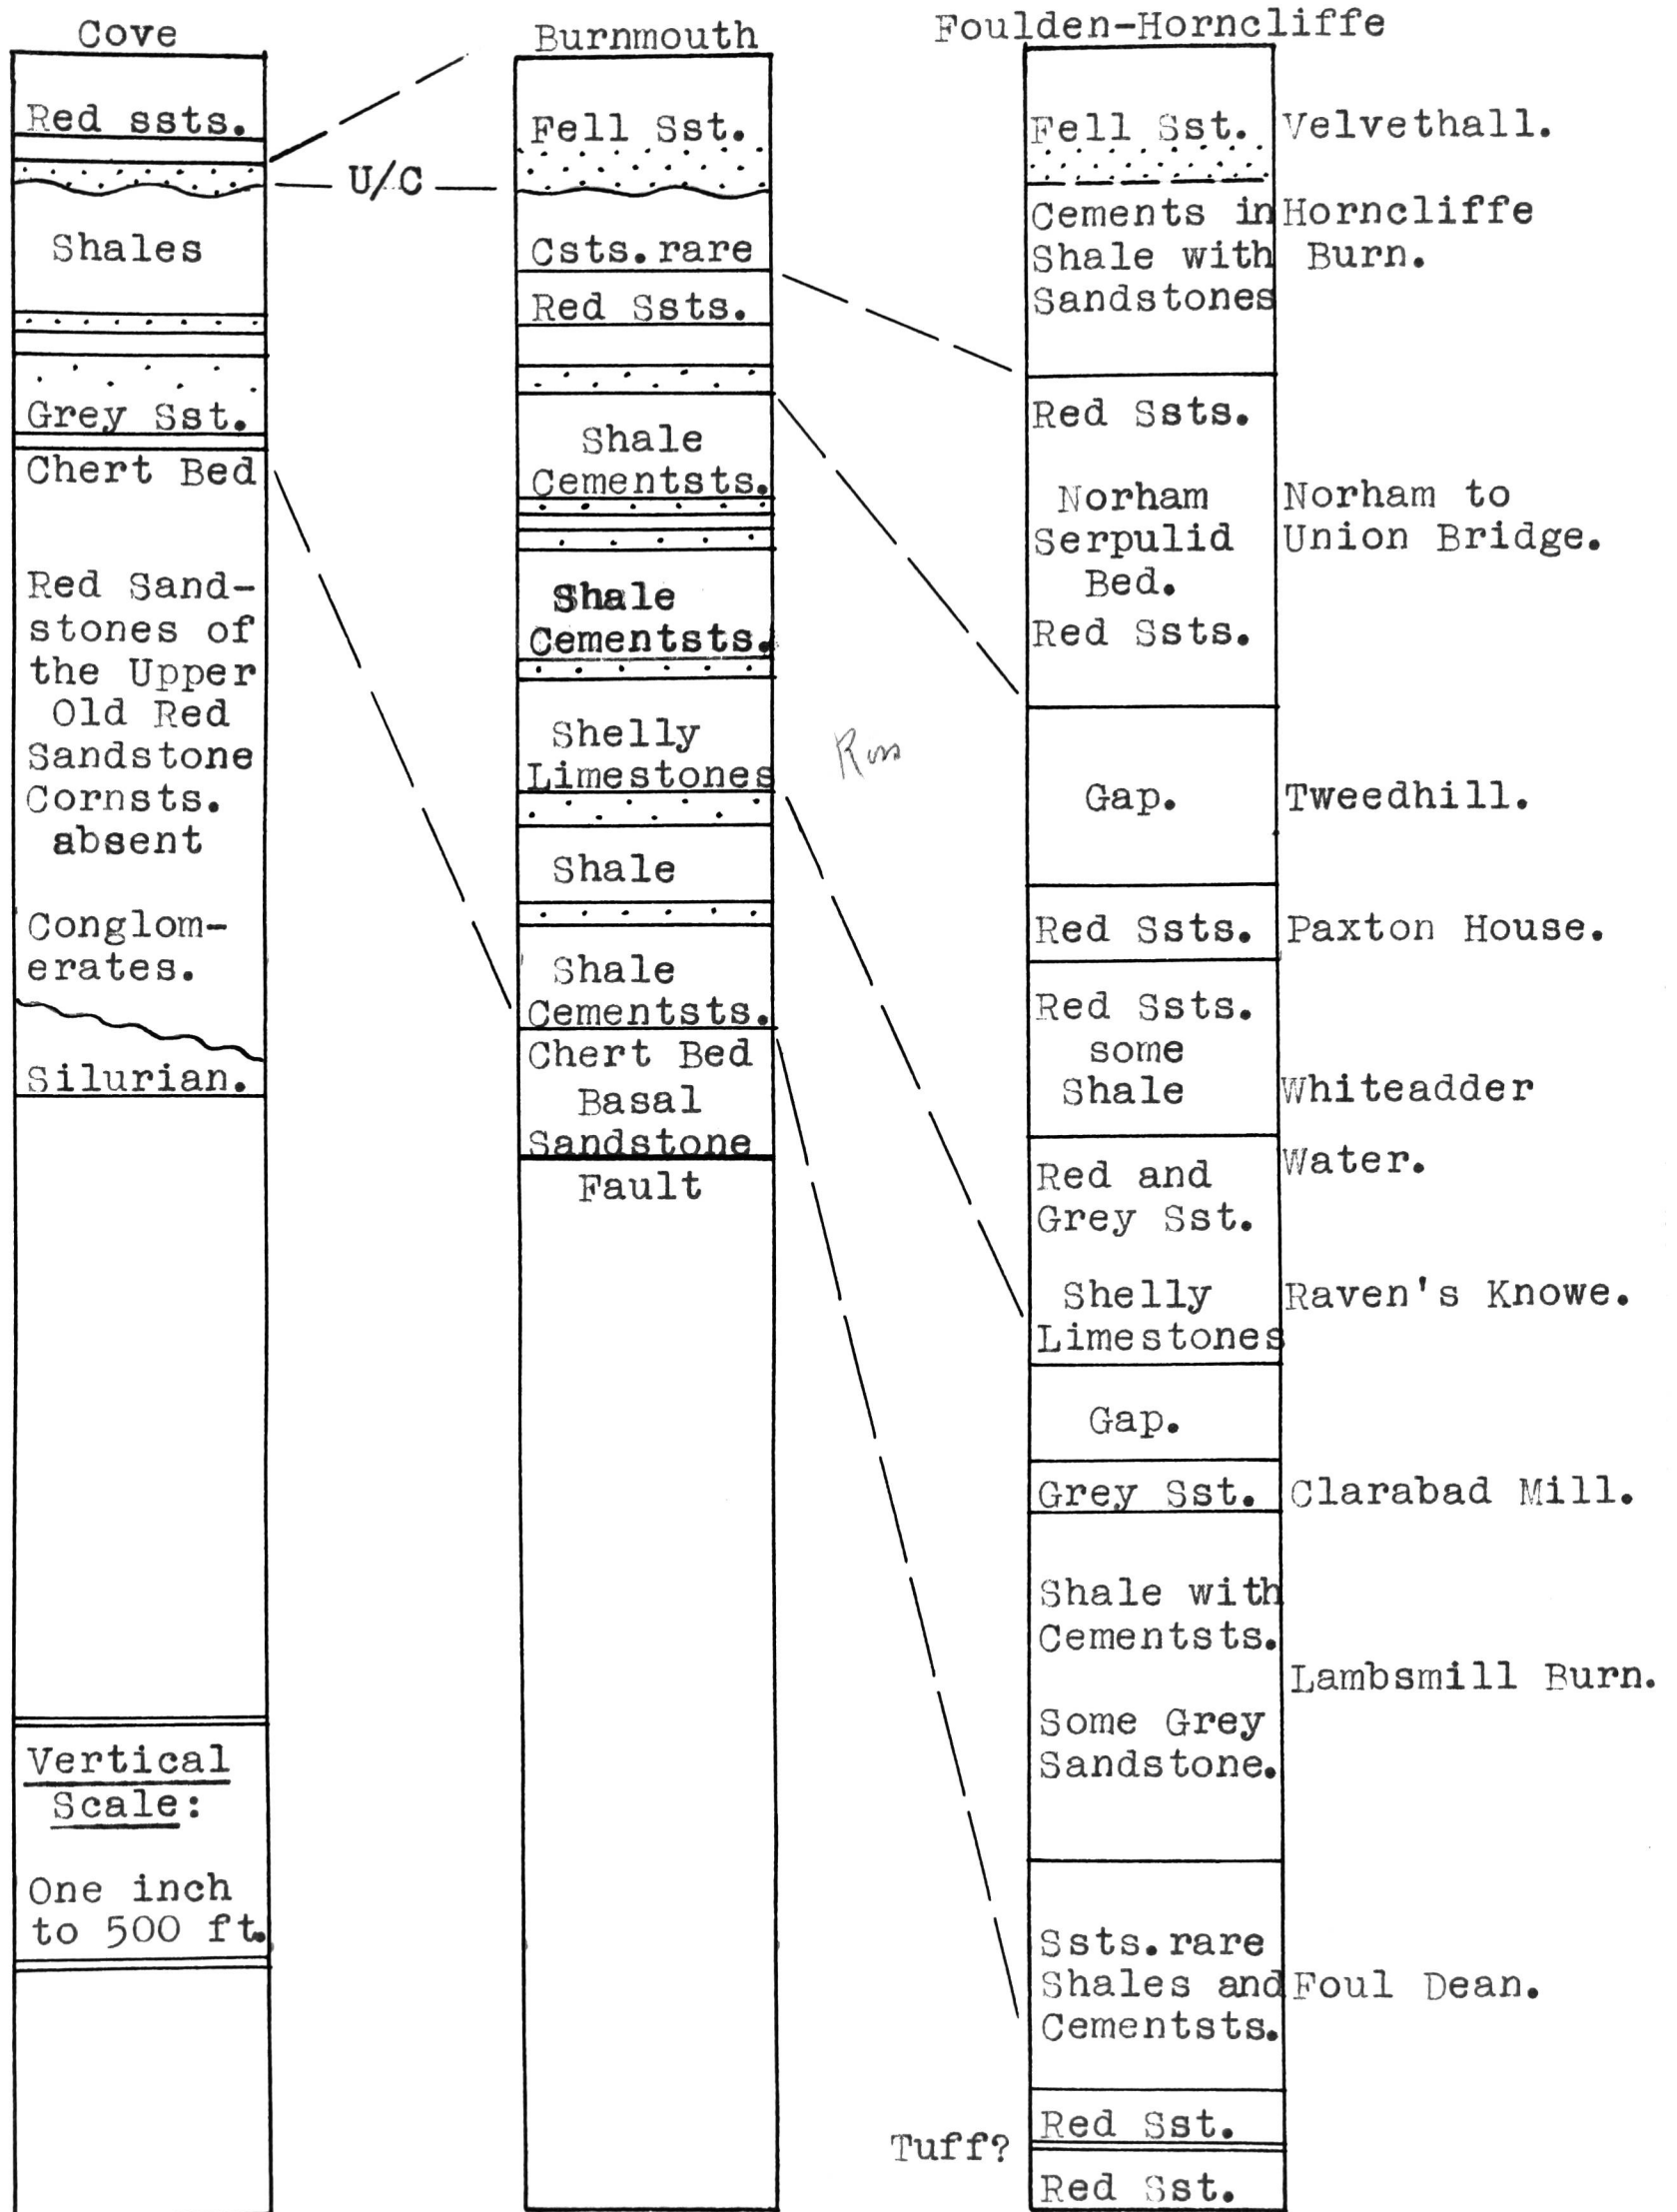 Cove
Red ssts.
Shales
Grey Sst.
Chert Bed
Red Sand-
stones of
the Upper
Old Red
Sandstone
Cornsts.
absent
Conglom-
erates.
Silurian.
Vertical
Scale:
One inch
to 500 ft.
U/C
Burnmouth
Fell Sst.
Csts.rare
Red Ssts.
Shale
Cementsts.
Shale
Cementsts.
Shelly
Limestones
Shale
Shale
Cementsts.
Chert Bed
Basal
Sandstone
Fault
Foulden-Horncliffe
Fell Sst.
Cements in
Shale with
Sandstones
Red Ssts.
Norham
Serpulid
Bed.
Red Ssts.
Gap.
Red Ssts.
Red Ssts.
some
Shale
Red and
Grey Sst.
Shelly
Limestones
Gap.
Grey Sst.
Shale with
Cementsts.
Some Grey
Sandstone.
Ssts.rare
Shales and
Cementsts.
Red Sst.
Tuff?
Red Sst.
Velvethall.
Horncliffe
Burn.
Norham to
Union Bridge.
Tweedhill.
Paxton House.
Whiteadder
Water.
Raven's Knowe.
Clarabad Mill.
Lambsmill Burn.
Foul Dean.